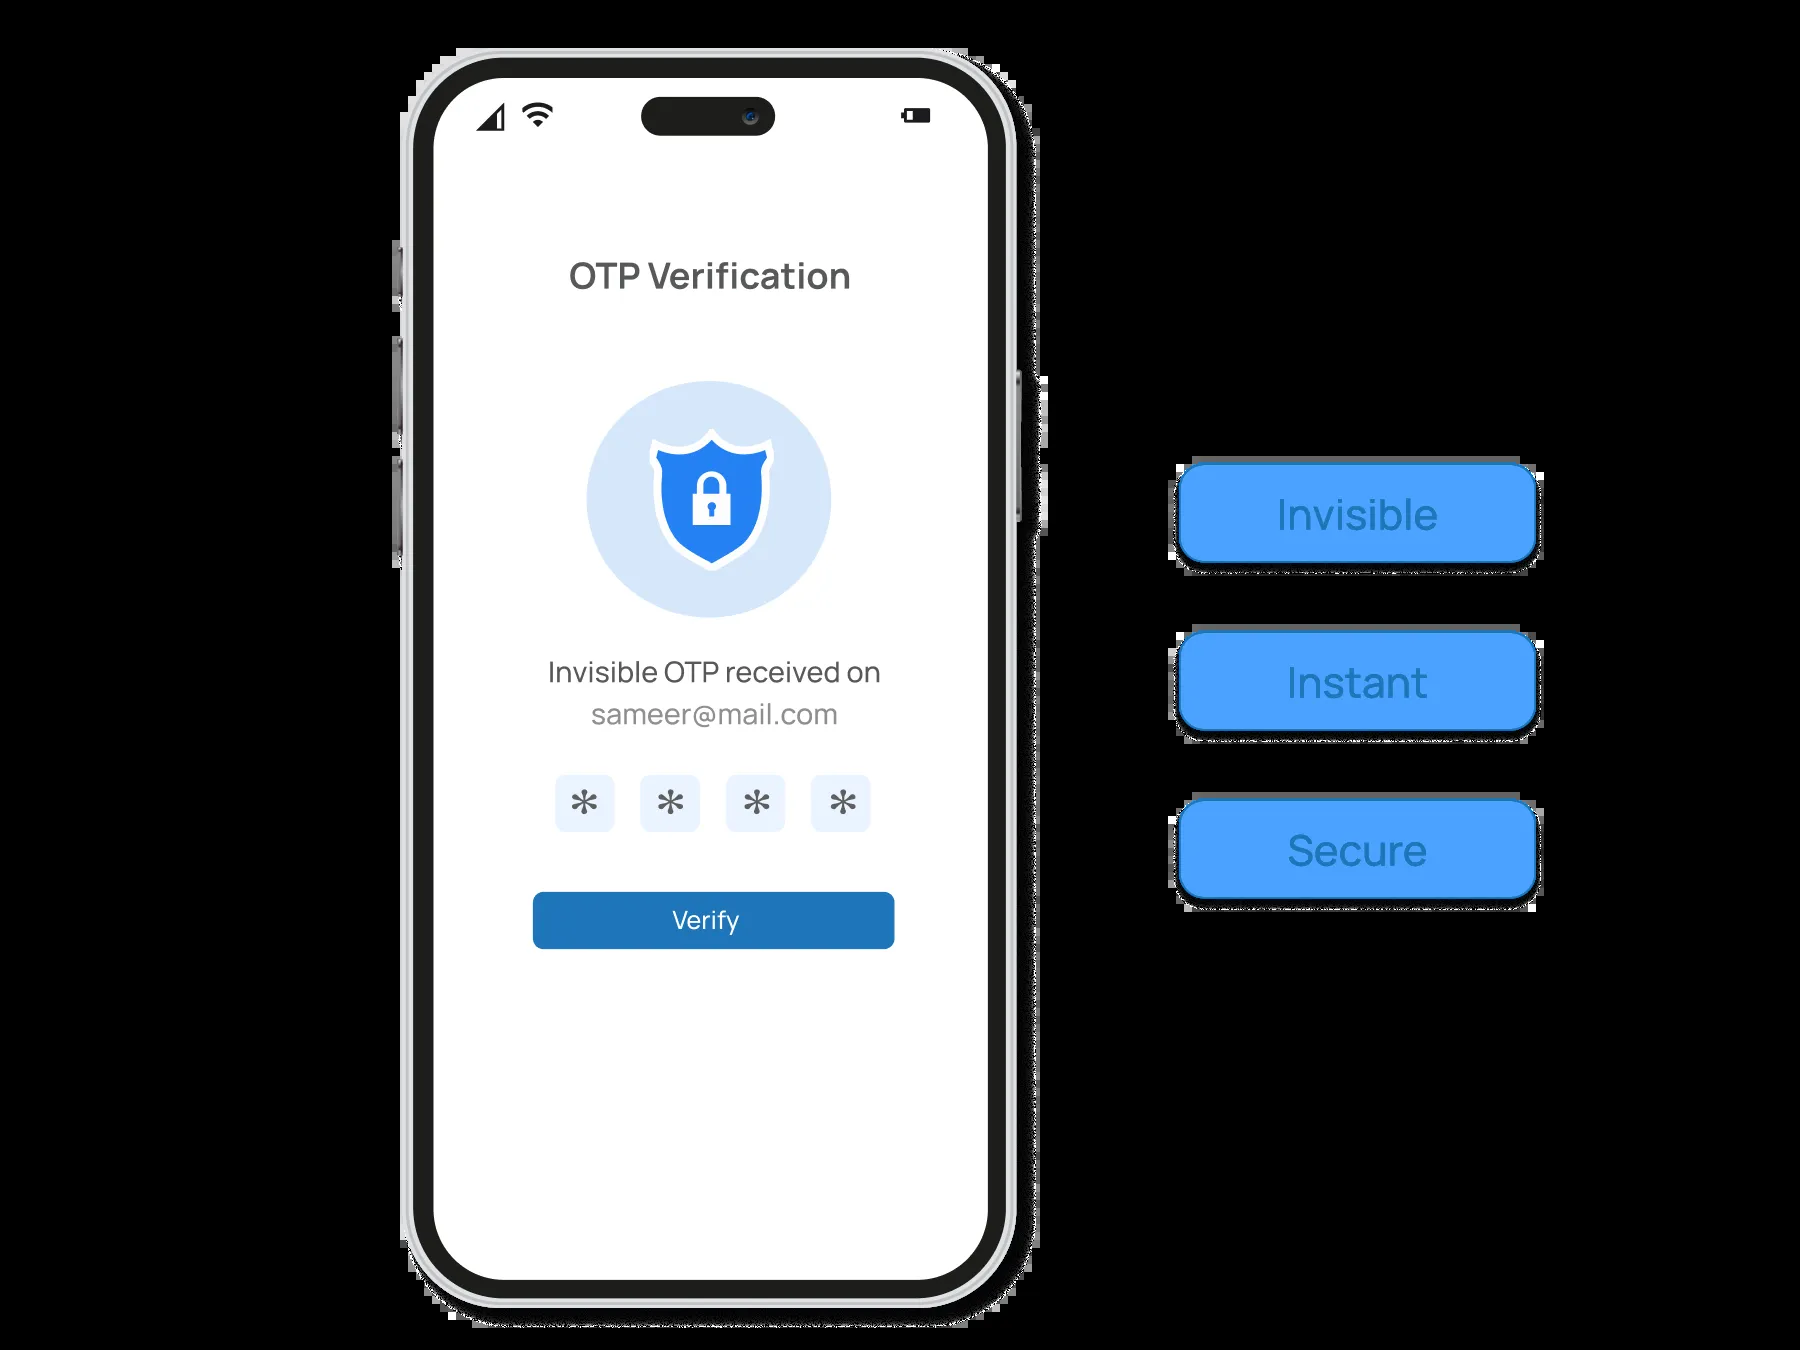 OTP Verification
Invisible OTP received on
sameer@mail.com
* * * *
Verify
Invisible
Instant
Secure